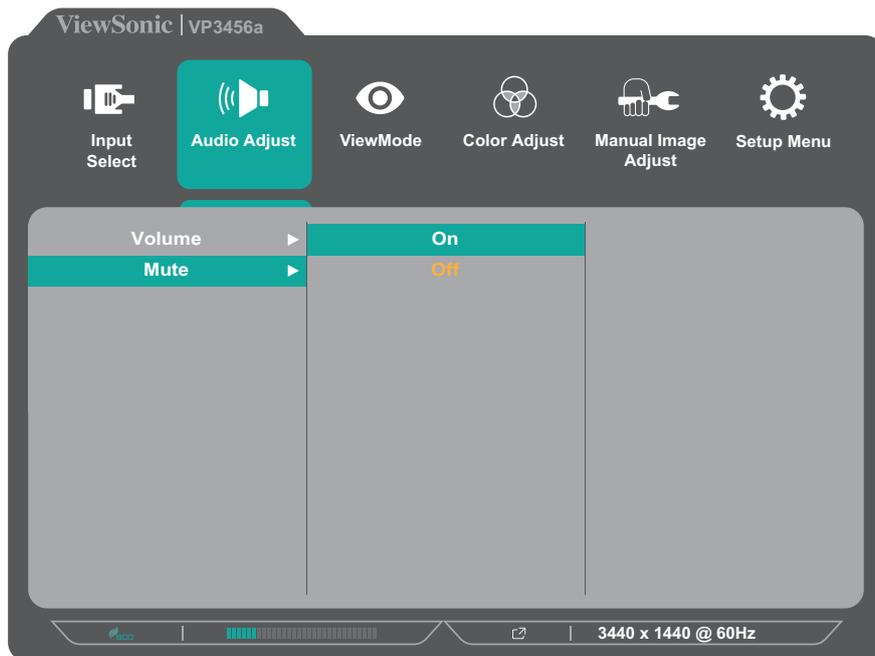 ViewSonic | VP3456a
Input
Select
Audio Adjust
ViewMode
Color Adjust
Manual Image
Adjust
Setup Menu
Volume
On
Mute
Off
eco
3440 x 1440 @ 60Hz